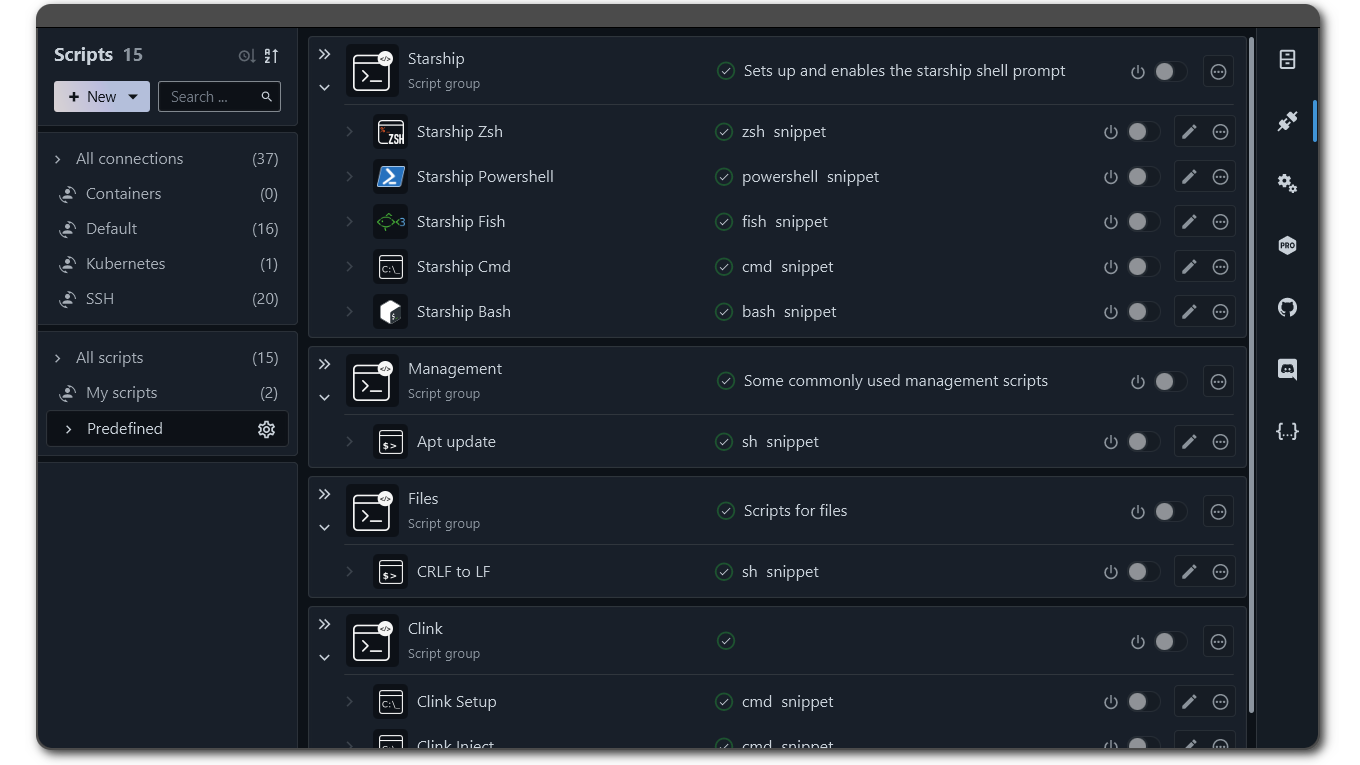 Scripts 15
New
Search ...
All connections (37)
Containers (0)
Default (16)
Kubernetes (1)
SSH (20)
All scripts (15)
My scripts (2)
Predefined
Starship
Script group
Sets up and enables the starship shell prompt
Starship Zsh
zsh snippet
Starship Powershell
powershell snippet
Starship Fish
fish snippet
Starship Cmd
cmd snippet
Starship Bash
bash snippet
Management
Script group
Some commonly used management scripts
Apt update
sh snippet
Files
Script group
Scripts for files
CRLF to LF
sh snippet
Clink
Script group
Clink Setup
cmd snippet
Clink Inject
cmd snippet
PRO